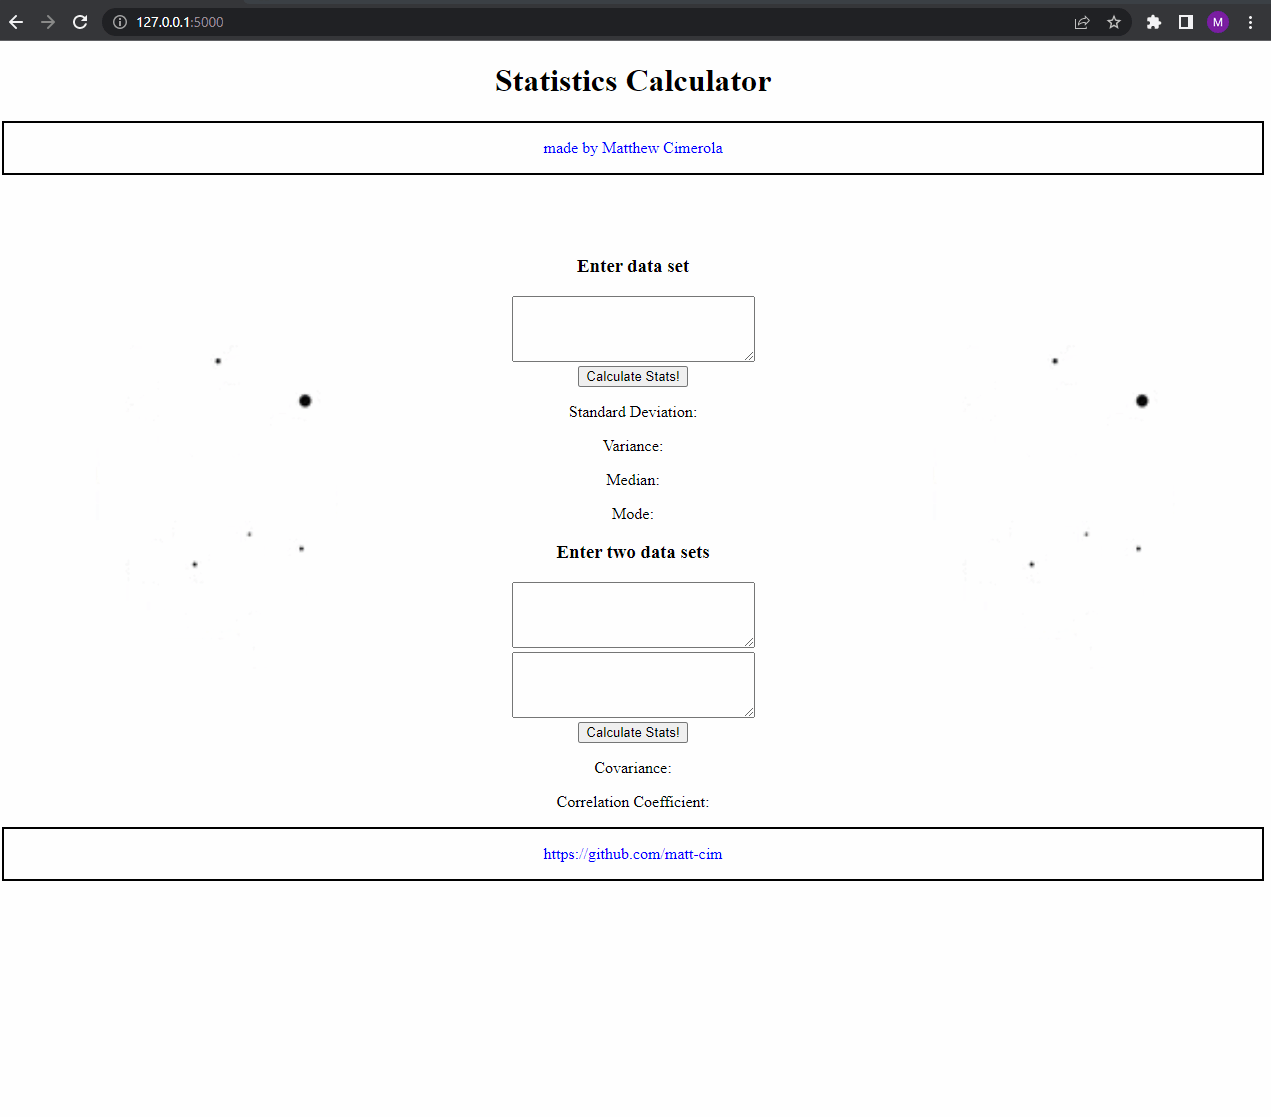 127.0.0.1:5000
M
Statistics Calculator
made by Matthew Cimerola
Enter data set
Calculate Stats!
Standard Deviation:
Variance:
Median:
Mode:
Enter two data sets
Calculate Stats!
Covariance:
Correlation Coefficient:
https://github.com/matt-cim